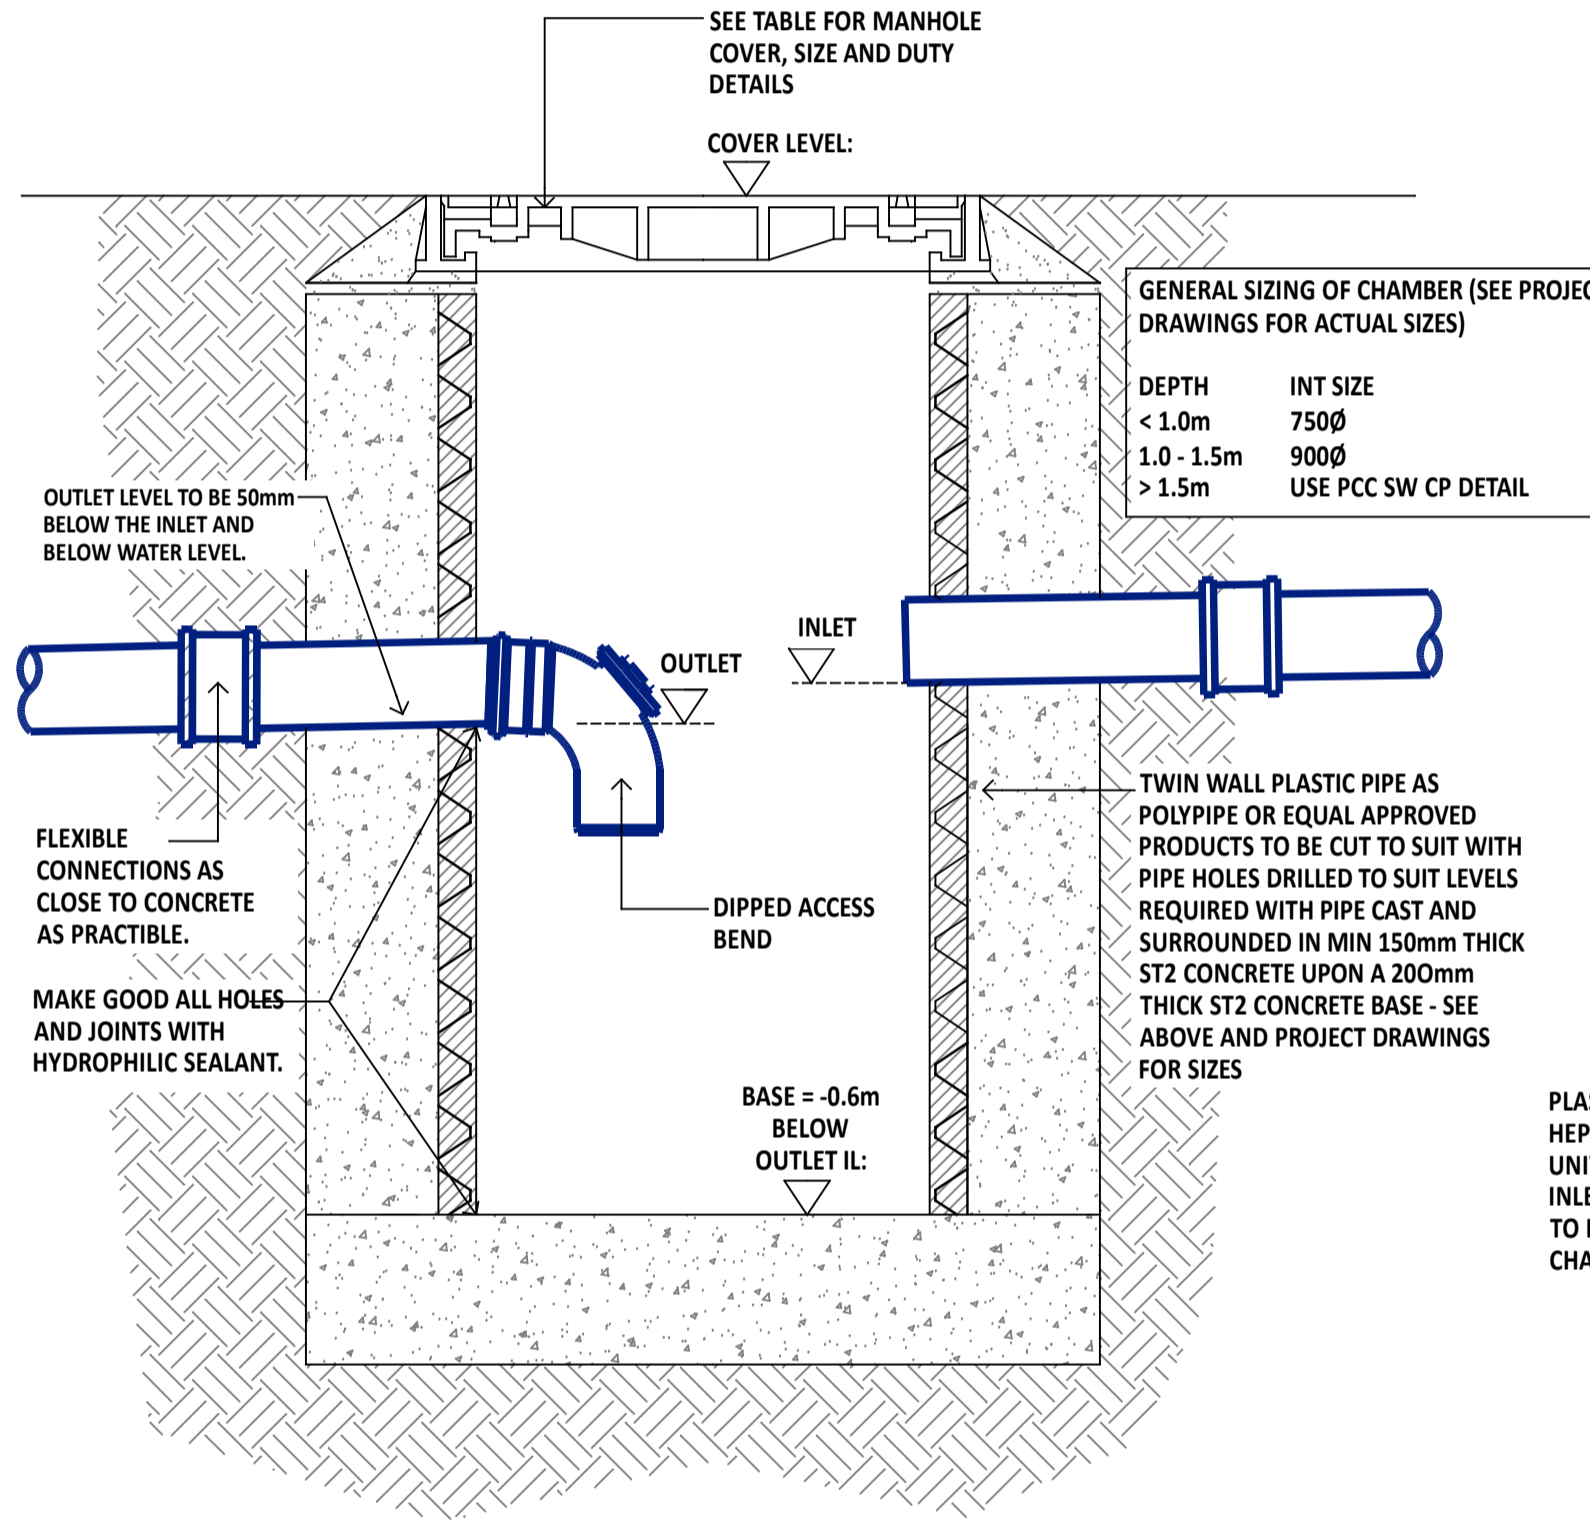 SEE TABLE FOR MANHOLE
COVER, SIZE AND DUTY
DETAILS
COVER LEVEL:
GENERAL SIZING OF CHAMBER (SEE PROJEC
DRAWINGS FOR ACTUAL SIZES)
DEPTH INT SIZE
< 1.0m 750Ø
1.0 - 1.5m 900Ø
> 1.5m USE PCC SW CP DETAIL
OUTLET LEVEL TO BE 50mm
BELOW THE INLET AND
BELOW WATER LEVEL.
INLET
OUTLET
FLEXIBLE
CONNECTIONS AS
CLOSE TO CONCRETE
AS PRACTIBLE.
DIPPED ACCESS
BEND
TWIN WALL PLASTIC PIPE AS
POLYPIPE OR EQUAL APPROVED
PRODUCTS TO BE CUT TO SUIT WITH
PIPE HOLES DRILLED TO SUIT LEVELS
REQUIRED WITH PIPE CAST AND
SURROUNDED IN MIN 150mm THICK
ST2 CONCRETE UPON A 200mm
THICK ST2 CONCRETE BASE - SEE
ABOVE AND PROJECT DRAWINGS
FOR SIZES
MAKE GOOD ALL HOLES
AND JOINTS WITH
HYDROPHILIC SEALANT.
BASE = -0.6m
BELOW
OUTLET IL:
PLAS
HEP
UNI
INLE
TO
CHA